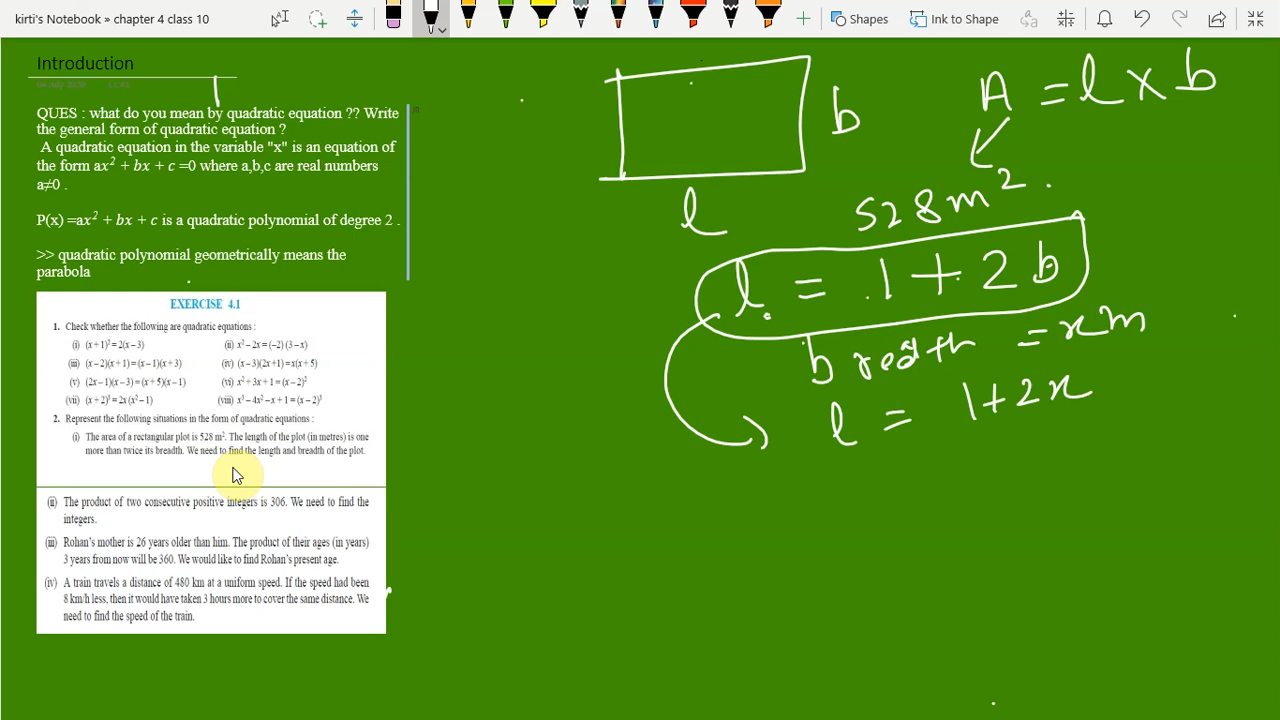 kirti's Notebook » chapter 4 class 10
Shapes
Ink to Shape
Introduction
QUES : what do you mean by quadratic equation ?? Write
the general form of quadratic equation ?
A quadratic equation in the variable "x" is an equation of
the form ax² + bx + c =0 where a,b,c are real numbers
a≠0 .
P(x) =ax² + bx + c is a quadratic polynomial of degree 2 .
>> quadratic polynomial geometrically means the
parabola
EXERCISE 4.1
1. Check whether the following are quadratic equations :
(i) (x + 1)² = 2(x – 3) (ii) x² – 2x = (–2) (3 – x)
(iii) (x – 2)(x + 1) = (x – 1)(x + 3) (iv) (x – 3)(2x + 1) = x(x + 5)
(v) (2x – 1)(x – 3) = (x + 5)(x – 1) (vi) x² + 3x + 1 = (x – 2)²
(vii) (x + 2)³ = 2x (x² – 1) (viii) x³ – 4x² – x + 1 = (x – 2)³
2. Represent the following situations in the form of quadratic equations :
(i) The area of a rectangular plot is 528 m². The length of the plot (in metres) is one
more than twice its breadth. We need to find the length and breadth of the plot.
(ii) The product of two consecutive positive integers is 306. We need to find the
integers.
(iii) Rohan's mother is 26 years older than him. The product of their ages (in years)
3 years from now will be 360. We would like to find Rohan's present age.
(iv) A train travels a distance of 480 km at a uniform speed. If the speed had been
8 km/h less, then it would have taken 3 hours more to cover the same distance. We
need to find the speed of the train.
b
l
A = l x b
528 m² .
l = 1 + 2 b
breadth = x m
l = 1 + 2 x